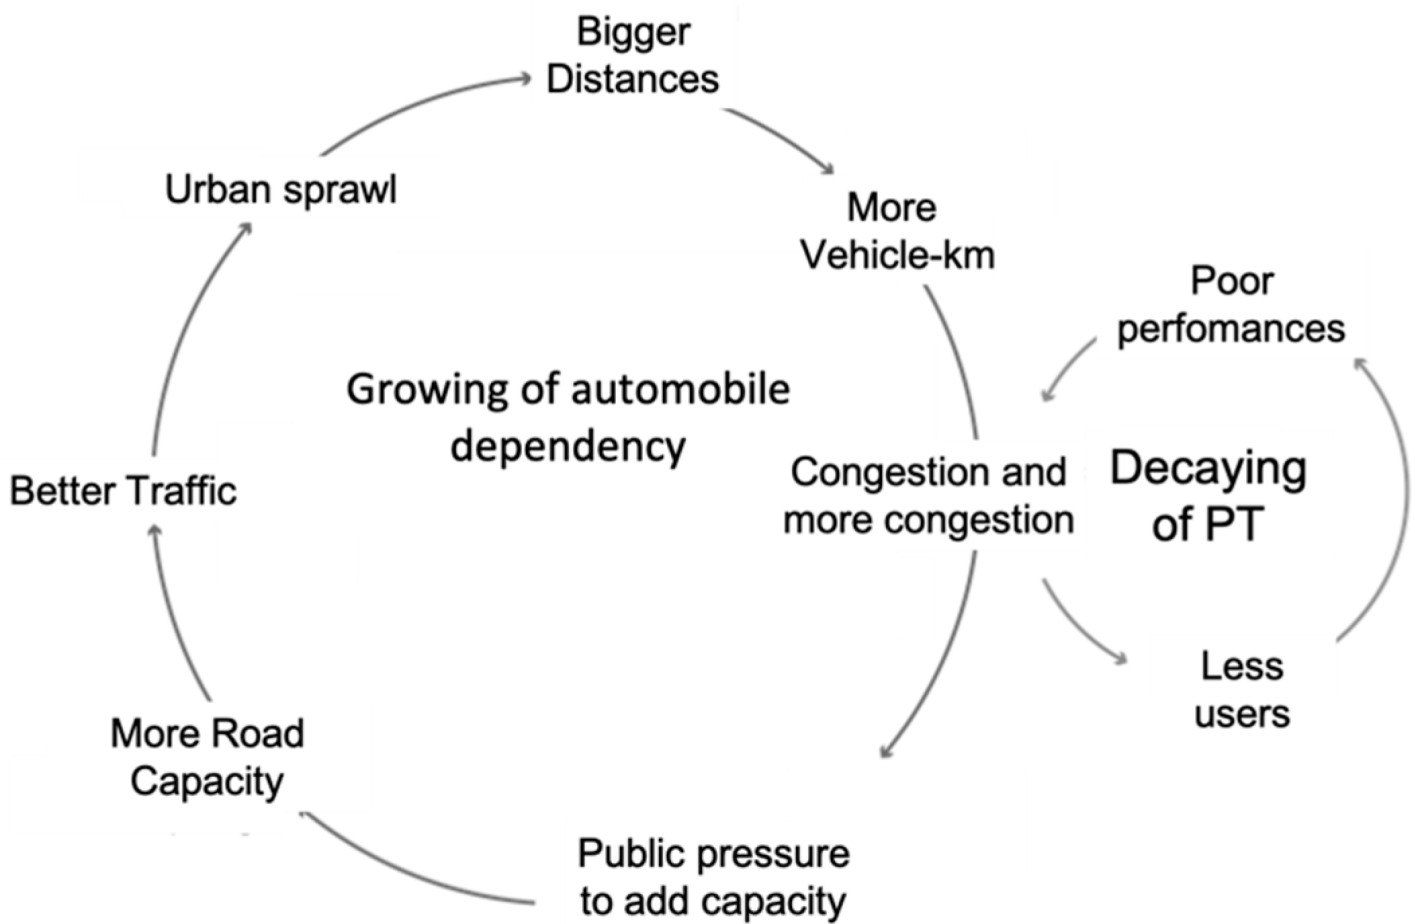 Bigger
Distances
Urban sprawl
More
Vehicle-km
Poor
perfomances
Growing of automobile
dependency
Congestion and
more congestion
Decaying
of PT
Better Traffic
Less
users
More Road
Capacity
Public pressure
to add capacity